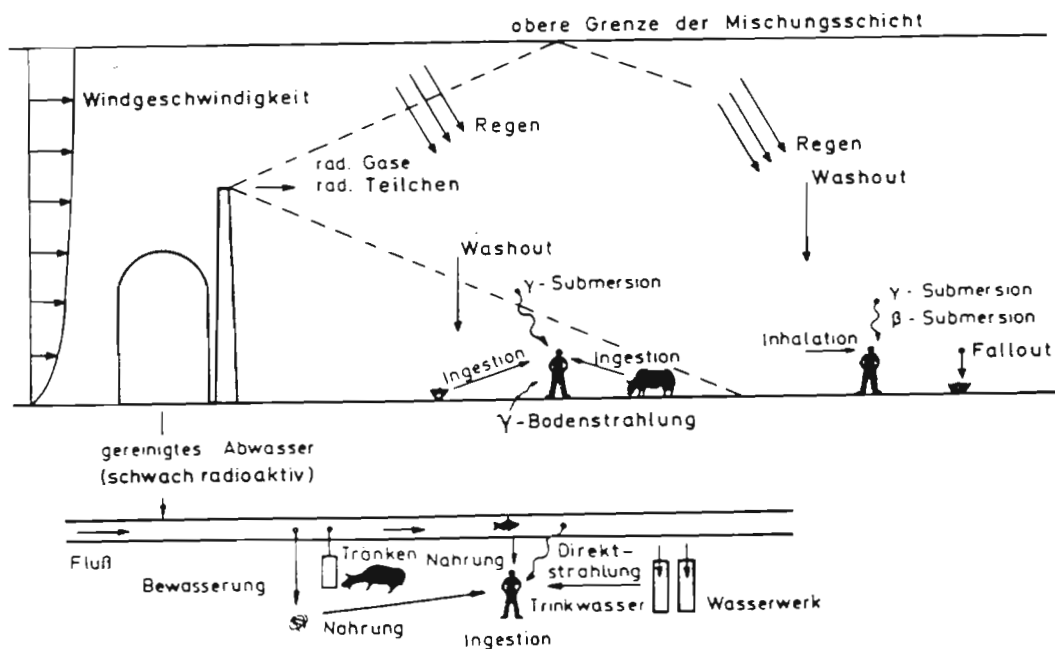 obere Grenze der Mischungsschicht
Windgeschwindigkeit
Regen
rad. Gase
rad. Teilchen
Regen
Washout
Washout
γ-Submersion
γ - Submersion
β - Submersion
Inhalation
Fallout
Ingestion
Ingestion
γ-Bodenstrahlung
gereinigtes Abwasser
(schwach radioaktiv)
Fluß
Bewasserung
Tranken
Nahrung
Direkt-
strahlung
Trinkwasser
Wasserwerk
Nahrung
Ingestion